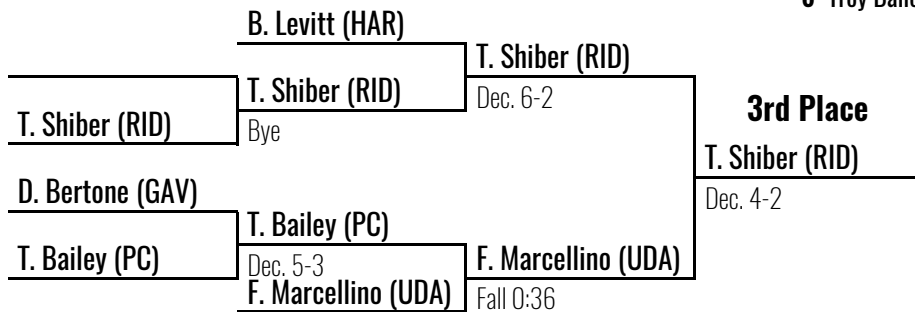 B. Levitt (HAR)
T. Shiber (RID)
T. Shiber (RID)
Dec. 6-2
3rd Place
T. Shiber (RID)
Bye
T. Shiber (RID)
D. Bertone (GAV)
Dec. 4-2
T. Bailey (PC)
T. Bailey (PC)
Dec. 5-3
F. Marcellino (UDA)
F. Marcellino (UDA)
Fall 0:36